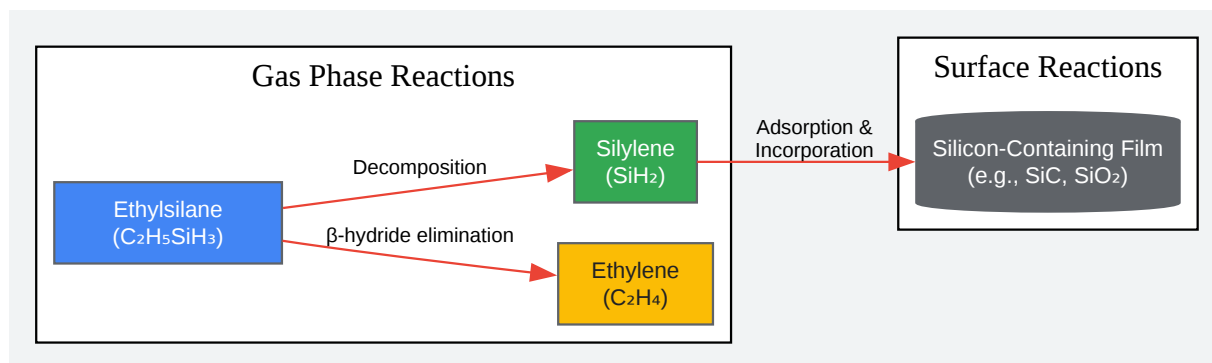 Gas Phase Reactions
Ethylsilane
(C₂H₅SiH₃)
Decomposition
β-hydride elimination
Silylene
(SiH₂)
Ethylene
(C₂H₄)
Adsorption &
Incorporation
Surface Reactions
Silicon-Containing Film
(e.g., SiC, SiO₂)